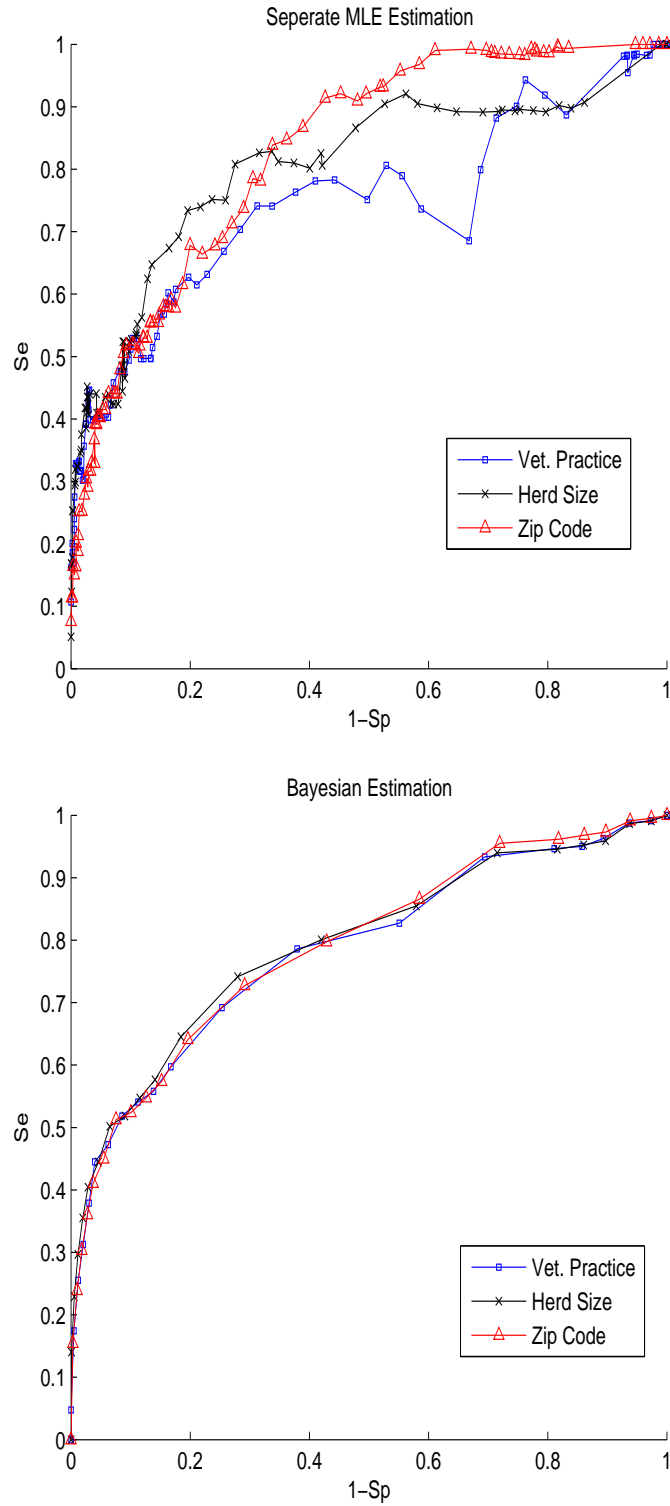 Seperate MLE Estimation
1
0.9
0.8
0.7
0.6
0.5
0.4
0.3
0.2
0.1
0
Se
Vet. Practice
Herd Size
Zip Code
0
0.2
0.4
0.6
0.8
1
1−Sp
Bayesian Estimation
1
0.9
0.8
0.7
0.6
0.5
0.4
0.3
0.2
0.1
0
Se
Vet. Practice
Herd Size
Zip Code
0
0.2
0.4
0.6
0.8
1
1−Sp